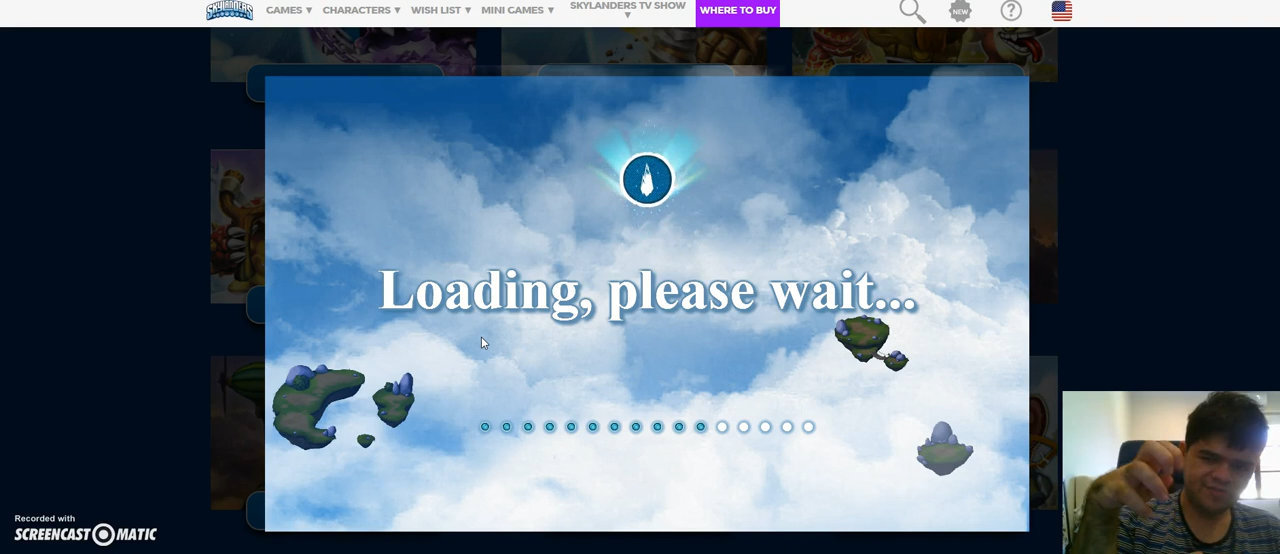 SKYLANDERS
GAMES ▼ CHARACTERS ▼ WISH LIST ▼ MINI GAMES ▼ SKYLANDERS TV SHOW ▼ WHERE TO BUY NEW ?
Loading, please wait...
Recorded with
SCREENCAST MATIC